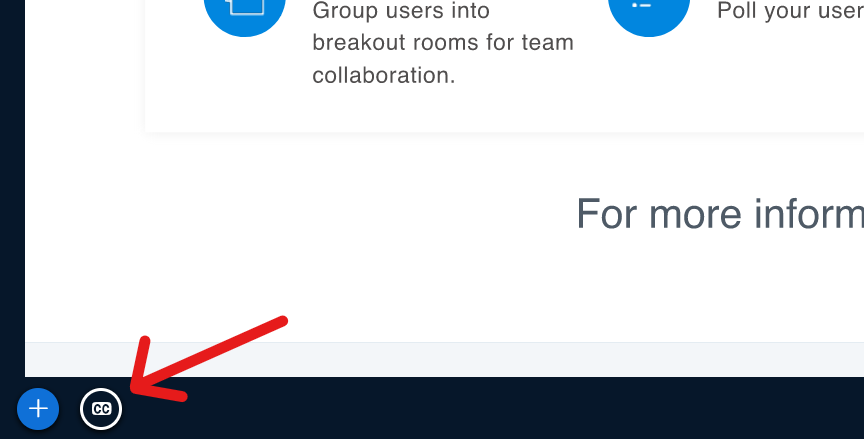 Group users into
breakout rooms for team
collaboration.
Poll your user
For more inform
CC